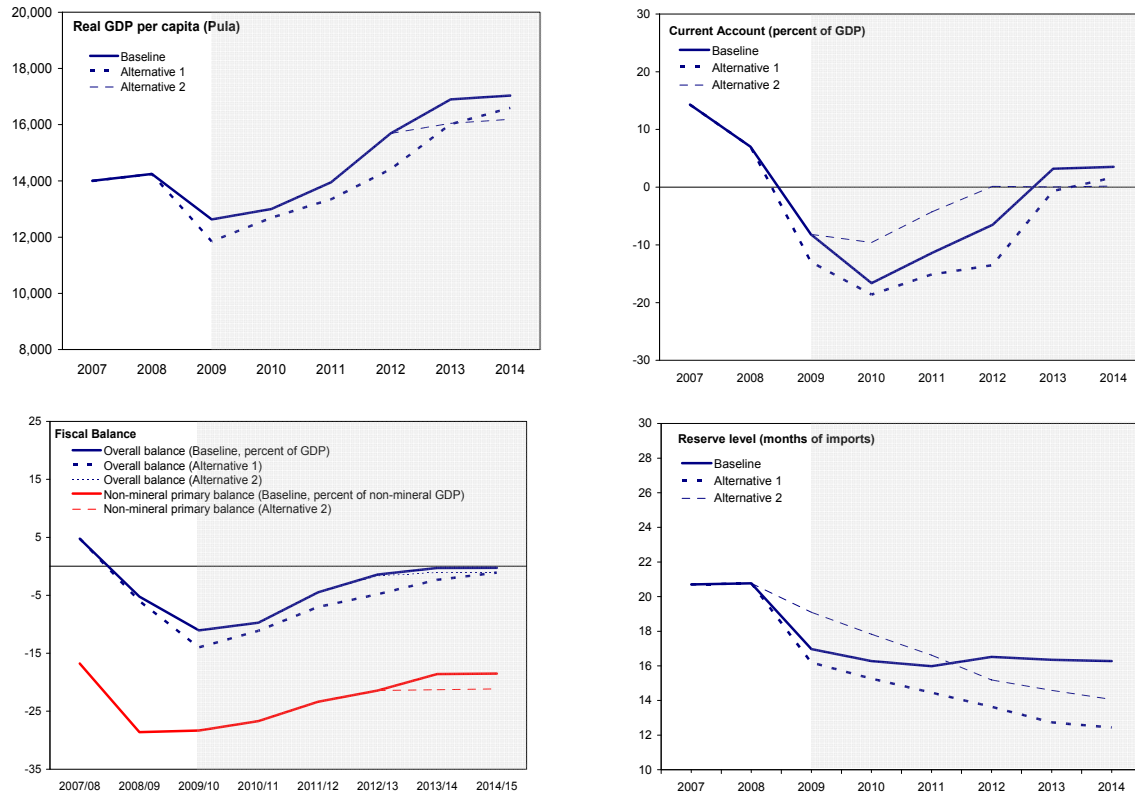 Real GDP per capita (Pula)
Baseline
Alternative 1
Alternative 2
20,000
18,000
16,000
14,000
12,000
10,000
8,000
2007 2008 2009 2010 2011 2012 2013 2014
Current Account (percent of GDP)
Baseline
Alternative 1
Alternative 2
30
20
10
0
-10
-20
-30
2007 2008 2009 2010 2011 2012 2013 2014
Fiscal Balance
Overall balance (Baseline, percent of GDP)
Overall balance (Alternative 1)
Overall balance (Alternative 2)
Non-mineral primary balance (Baseline, percent of non-mineral GDP)
Non-mineral primary balance (Alternative 2)
25
15
5
-5
-15
-25
-35
2007/08 2008/09 2009/10 2010/11 2011/12 2012/13 2013/14 2014/15
Reserve level (months of imports)
Baseline
Alternative 1
Alternative 2
30
28
26
24
22
20
18
16
14
12
10
2007 2008 2009 2010 2011 2012 2013 2014